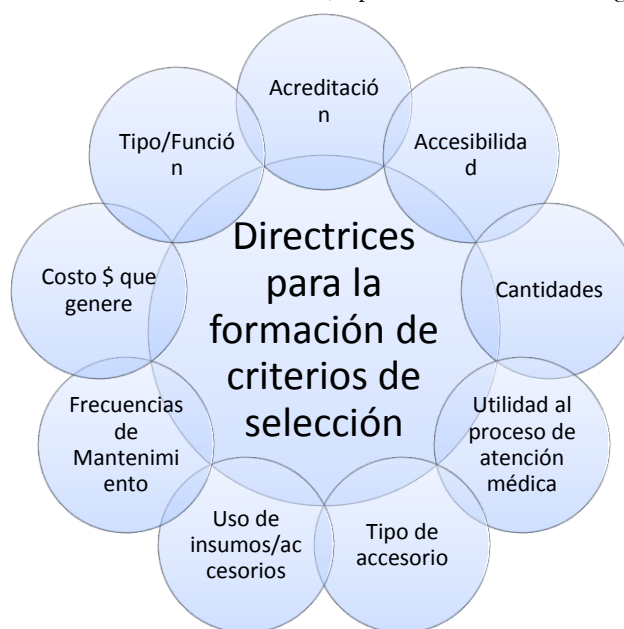 Acreditació
n
Accesibilida
d
Cantidades
Utilidad al
proceso de
atención
médica
Tipo de
accesorio
Uso de
insumos/ac
cesorios
Frecuencias
de
Mantenimi
ento
Costo $ que
genere
Tipo/Funció
n
Directrices
para la
formación de
criterios de
selección